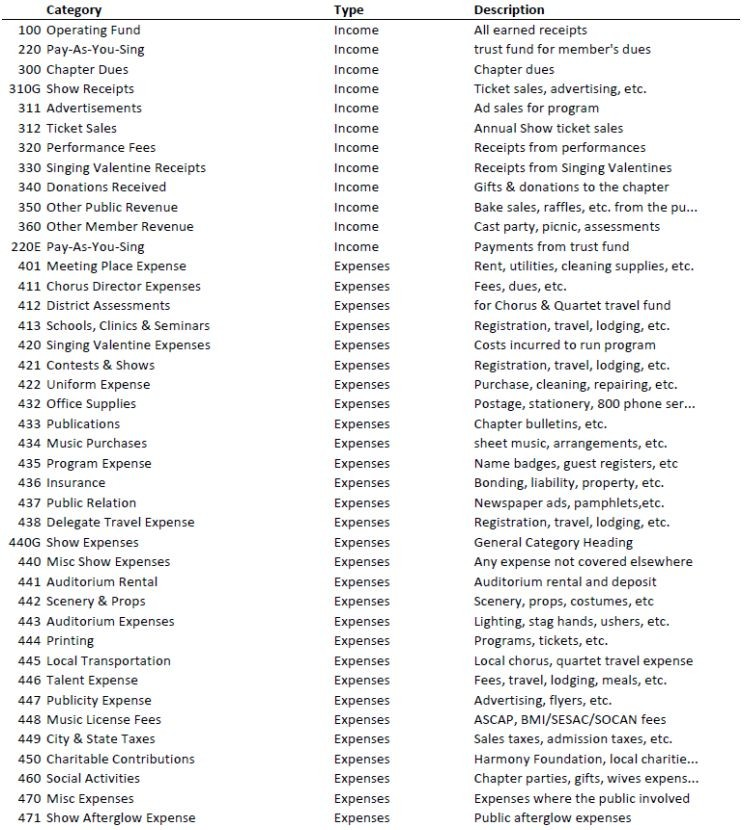 Category Type Description
100 Operating Fund Income All earned receipts
220 Pay-As-You-Sing Income trust fund for member's dues
300 Chapter Dues Income Chapter dues
310G Show Receipts Income Ticket sales, advertising, etc.
311 Advertisements Income Ad sales for program
312 Ticket Sales Income Annual Show ticket sales
320 Performance Fees Income Receipts from performances
330 Singing Valentine Receipts Income Receipts from Singing Valentines
340 Donations Received Income Gifts & donations to the chapter
350 Other Public Revenue Income Bake sales, raffles, etc. from the pu...
360 Other Member Revenue Income Cast party, picnic, assessments
220E Pay-As-You-Sing Income Payments from trust fund
401 Meeting Place Expense Expenses Rent, utilities, cleaning supplies, etc.
411 Chorus Director Expenses Expenses Fees, dues, etc.
412 District Assessments Expenses for Chorus & Quartet travel fund
413 Schools, Clinics & Seminars Expenses Registration, travel, lodging, etc.
420 Singing Valentine Expenses Expenses Costs incurred to run program
421 Contests & Shows Expenses Registration, travel, lodging, etc.
422 Uniform Expense Expenses Purchase, cleaning, repairing, etc.
432 Office Supplies Expenses Postage, stationery, 800 phone ser...
433 Publications Expenses Chapter bulletins, etc.
434 Music Purchases Expenses sheet music, arrangements, etc.
435 Program Expense Expenses Name badges, guest registers, etc
436 Insurance Expenses Bonding, liability, property, etc.
437 Public Relation Expenses Newspaper ads, pamphlets,etc.
438 Delegate Travel Expense Expenses Registration, travel, lodging, etc.
440G Show Expenses Expenses General Category Heading
440 Misc Show Expenses Expenses Any expense not covered elsewhere
441 Auditorium Rental Expenses Auditorium rental and deposit
442 Scenery & Props Expenses Scenery, props, costumes, etc
443 Auditorium Expenses Expenses Lighting, stag hands, ushers, etc.
444 Printing Expenses Programs, tickets, etc.
445 Local Transportation Expenses Local chorus, quartet travel expense
446 Talent Expense Expenses Fees, travel, lodging, meals, etc.
447 Publicity Expense Expenses Advertising, flyers, etc.
448 Music License Fees Expenses ASCAP, BMI/SESAC/SOCAN fees
449 City & State Taxes Expenses Sales taxes, admission taxes, etc.
450 Charitable Contributions Expenses Harmony Foundation, local charitie...
460 Social Activities Expenses Chapter parties, gifts, wives expens...
470 Misc Expenses Expenses Expenses where the public involved
471 Show Afterglow Expense Expenses Public afterglow expenses